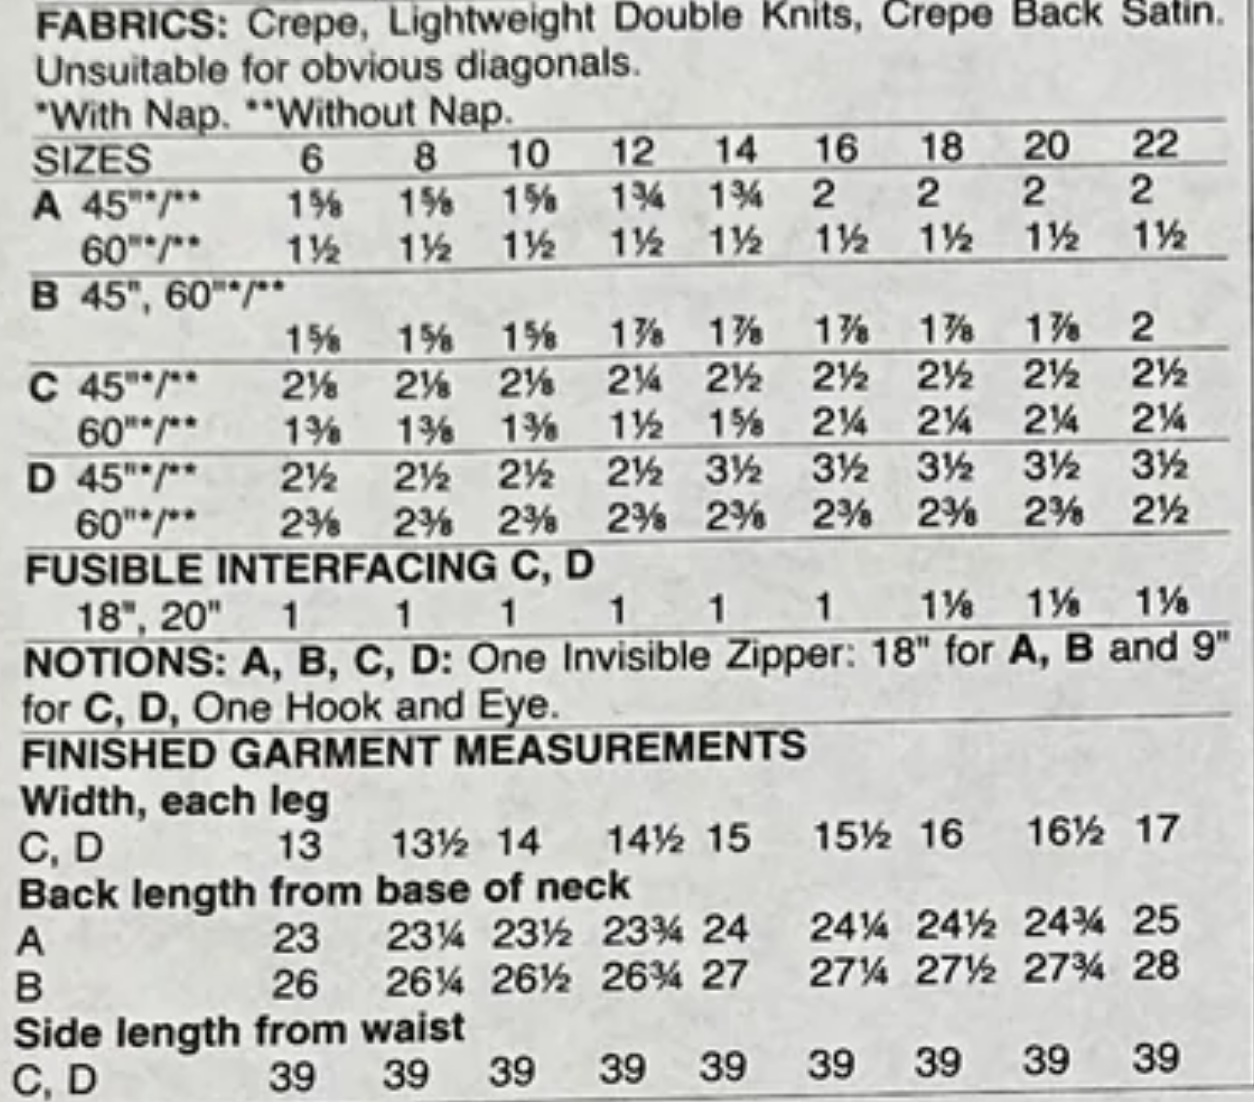 FABRICS: Crepe, Lightweight Double Knits, Crepe Back Satin.
Unsuitable for obvious diagonals.
*With Nap. **Without Nap.
SIZES 6 8 10 12 14 16 18 20 22
A 45"*/** 1⅝ 1⅝ 1⅝ 1¾ 1¾ 2 2 2 2
60"*/** 1½ 1½ 1½ 1½ 1½ 1½ 1½ 1½ 1½
B 45", 60"*/**
1⅝ 1⅝ 1⅝ 1⅞ 1⅞ 1⅞ 1⅞ 1⅞ 2
C 45"*/** 2⅛ 2⅛ 2⅛ 2¼ 2½ 2½ 2½ 2½ 2½
60"*/** 1⅜ 1⅜ 1⅜ 1½ 1⅝ 2¼ 2¼ 2¼ 2¼
D 45"*/** 2½ 2½ 2½ 2½ 3½ 3½ 3½ 3½ 3½
60"*/** 2⅜ 2⅜ 2⅜ 2⅜ 2⅜ 2⅜ 2⅜ 2⅜ 2½
FUSIBLE INTERFACING C, D
18", 20" 1 1 1 1 1 1 1⅛ 1⅛ 1⅛
NOTIONS: A, B, C, D: One Invisible Zipper: 18" for A, B and 9"
for C, D, One Hook and Eye.
FINISHED GARMENT MEASUREMENTS
Width, each leg
C, D 13 13½ 14 14½ 15 15½ 16 16½ 17
Back length from base of neck
A 23 23¼ 23½ 23¾ 24 24¼ 24½ 24¾ 25
B 26 26¼ 26½ 26¾ 27 27¼ 27½ 27¾ 28
Side length from waist
C, D 39 39 39 39 39 39 39 39 39